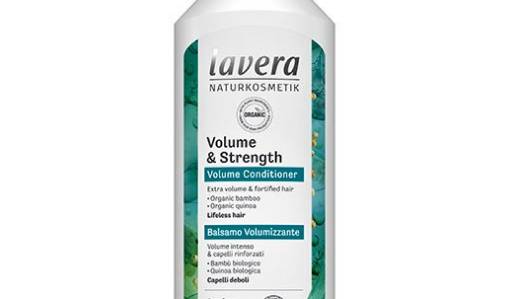 lavera
NATURKOSMETIK
ORGANIC
Volume
& Strength
Volume Conditioner
Extra volume & fortified hair
• Organic bamboo
• Organic quinoa
Lifeless hair
Balsamo Volumizzante
Volume intenso
& capelli rinforzati
• Bambù biologico
• Quinoa biologica
Capelli deboli